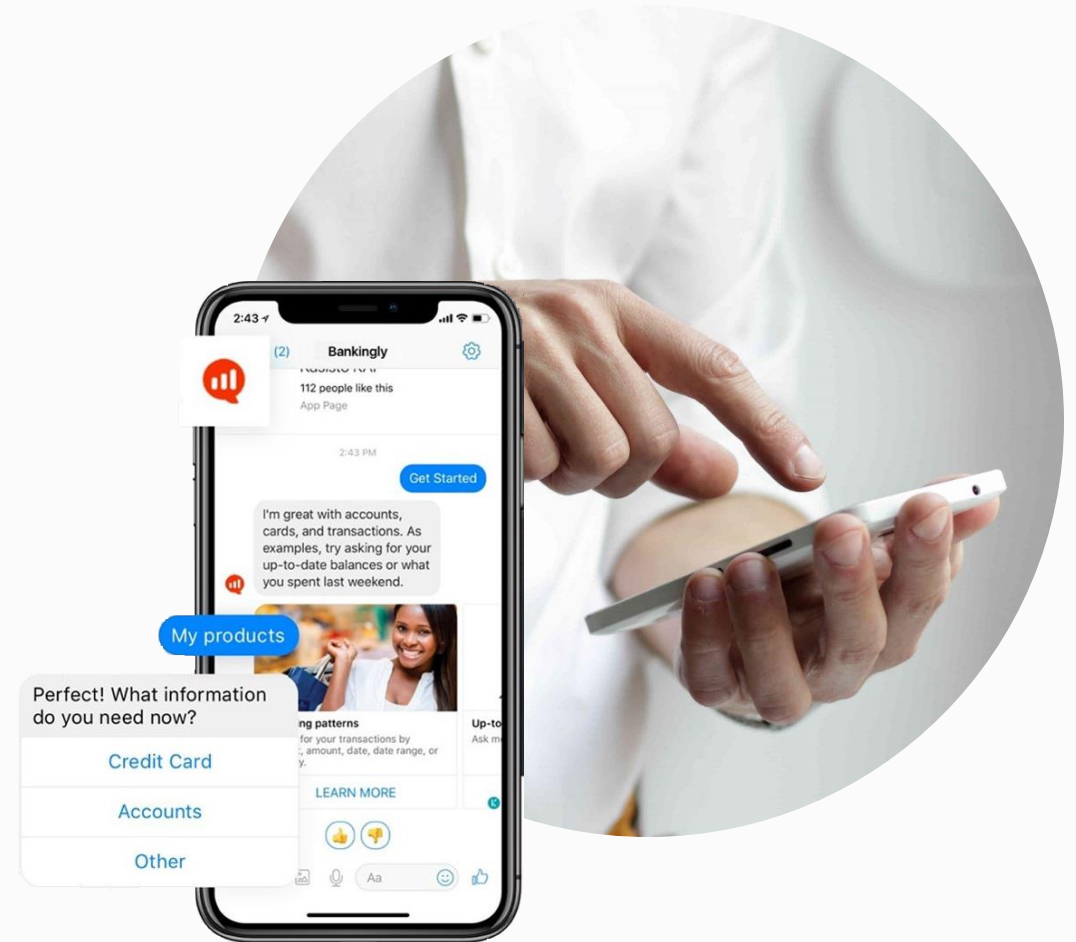 2:43
(2)
Bankingly
112 people like this
App Page
2:43 PM
Get Started
I'm great with accounts,
cards, and transactions. As
examples, try asking for your
up-to-date balances or what
you spent last weekend.
My products
Perfect! What information
do you need now?
Credit Card
Accounts
Other
patterns
for your transactions by
amount, date, date range, or
LEARN MORE
Ask
Aa